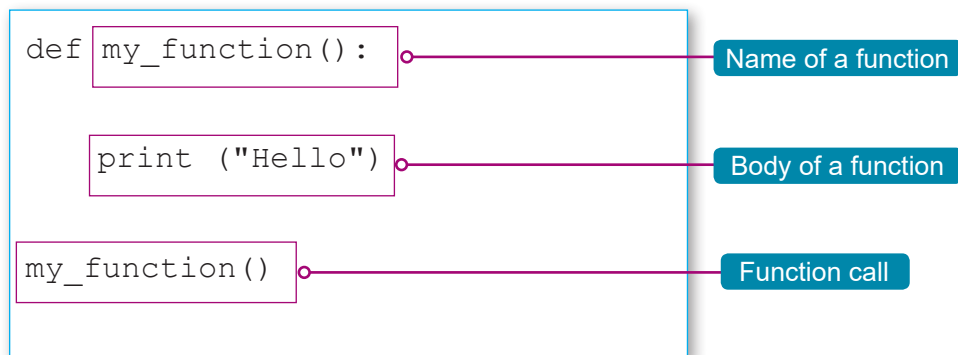 def my_function(): Name of a function
print ("Hello") Body of a function
my_function() Function call